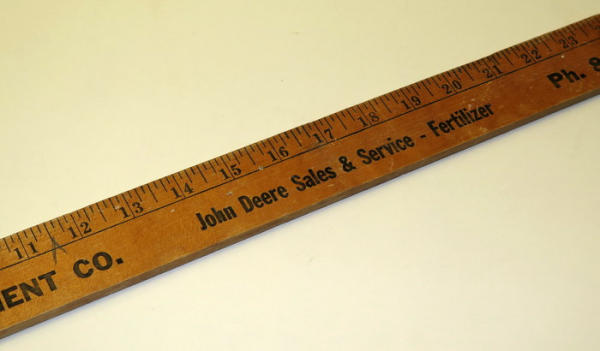 11 12 13 14 15 16 17 18 19 20 21 22 23
CO.
John Deere Sales & Service - Fertilizer
Ph. 8